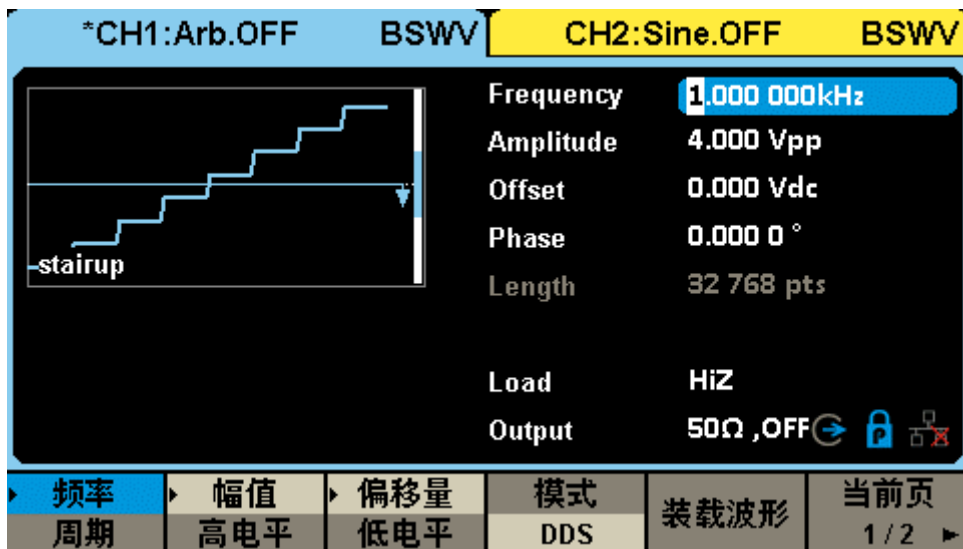 *CH1:Arb.OFF BSWV CH2:Sine.OFF BSWV
stairup
Frequency 1.000 000kHz
Amplitude 4.000 Vpp
Offset 0.000 Vdc
Phase 0.000 0 °
Length 32 768 pts
Load HiZ
Output 50Ω ,OFF
P
频率 幅值 偏移量 模式 装载波形 当前页
周期 高电平 低电平 DDS 1/2